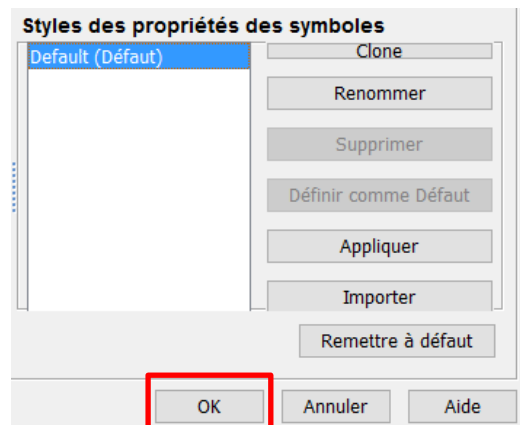 Styles des propriétés des symboles
Default (Défaut)
Clone
Renommer
Supprimer
Définir comme Défaut
Appliquer
Importer
Remettre à défaut
OK
Annuler
Aide